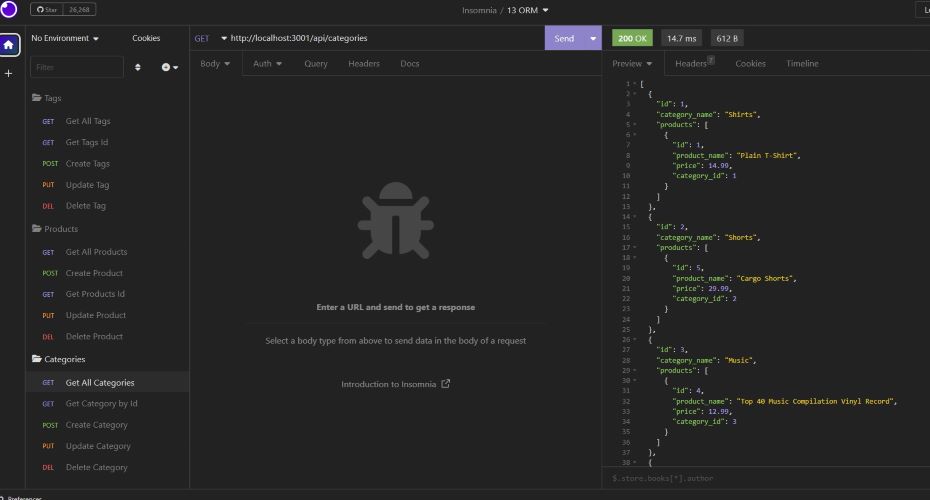 Star 26,268
Insomnia / 13 ORM
No Environment
Cookies
Filter
Tags
GET Get All Tags
GET Get Tags Id
POST Create Tags
PUT Update Tag
DEL Delete Tag
Products
GET Get All Products
POST Create Product
GET Get Products Id
PUT Update Product
DEL Delete Product
Categories
GET Get All Categories
GET Get Category by Id
POST Create Category
PUT Update Category
DEL Delete Category
Preferences
GET http://localhost:3001/api/categories
Send
Body Auth Query Headers Docs
Enter a URL and send to get a response
Select a body type from above to send data in the body of a request
Introduction to Insomnia
200 OK 14.7 ms 612 B
Preview Headers 7 Cookies Timeline
1 [
2 {
3 "id": 1,
4 "category_name": "Shirts",
5 "products": [
6 {
7 "id": 1,
8 "product_name": "Plain T-Shirt",
9 "price": 14.99,
10 "category_id": 1
11 }
12 ]
13 },
14 {
15 "id": 2,
16 "category_name": "Shorts",
17 "products": [
18 {
19 "id": 5,
20 "product_name": "Cargo Shorts",
21 "price": 29.99,
22 "category_id": 2
23 }
24 ]
25 },
26 {
27 "id": 3,
28 "category_name": "Music",
29 "products": [
30 {
31 "id": 4,
32 "product_name": "Top 40 Music Compilation Vinyl Record",
33 "price": 12.99,
34 "category_id": 3
35 }
36 ]
37 },
38 {
$.store.books[*].author